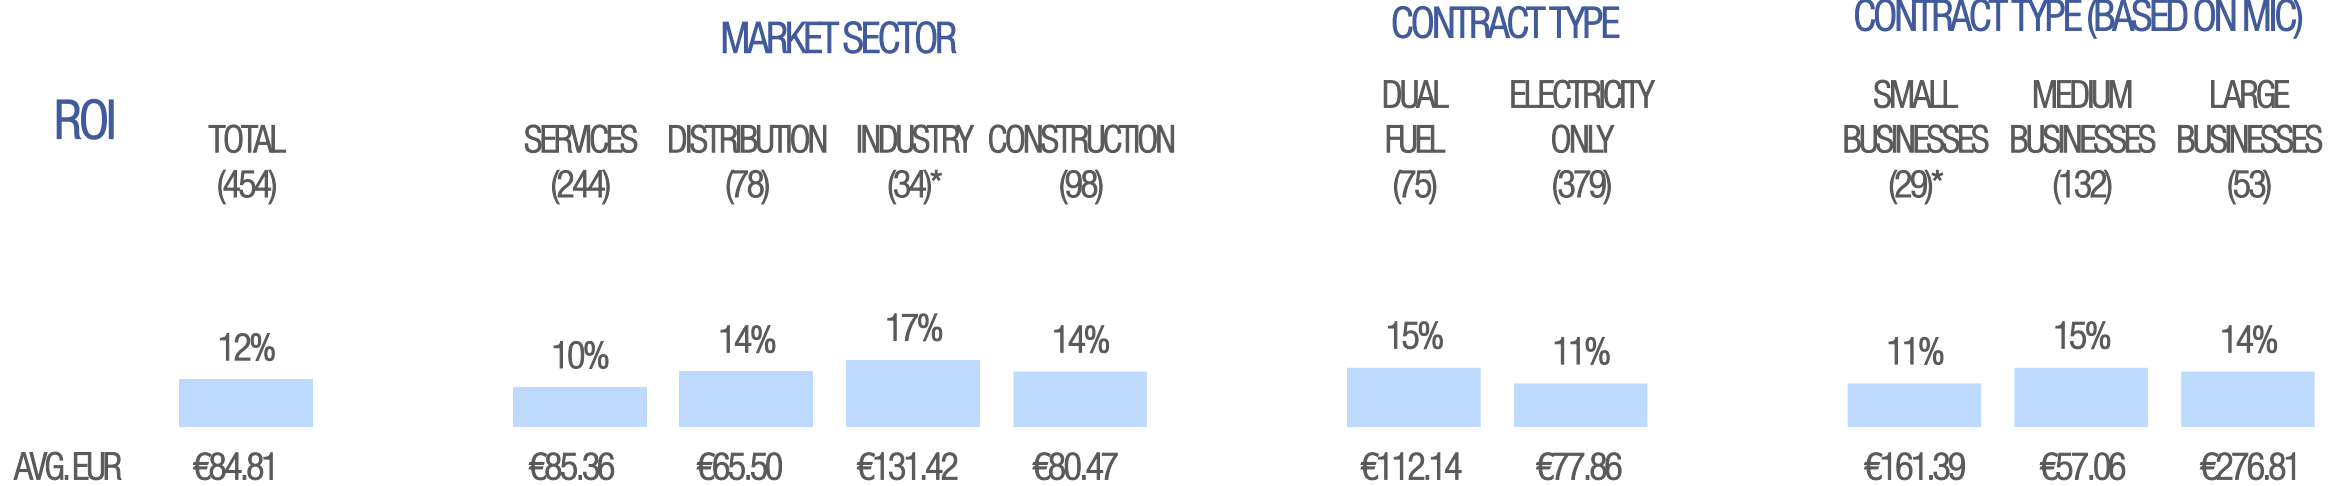 MARKET SECTOR
CONTRACT TYPE
CONTRACT TYPE (BASED ON MIC)
ROI
TOTAL
(454)
SERVICES
(244)
DISTRIBUTION
(78)
INDUSTRY
(34)*
CONSTRUCTION
(98)
DUAL
FUEL
(75)
ELECTRICITY
ONLY
(379)
SMALL
BUSINESSES
(29)*
MEDIUM
BUSINESSES
(132)
LARGE
BUSINESSES
(53)
12%
10%
14%
17%
14%
15%
11%
11%
15%
14%
AVG. EUR
€84.81
€85.36
€65.50
€131.42
€80.47
€112.14
€77.86
€161.39
€57.06
€276.81